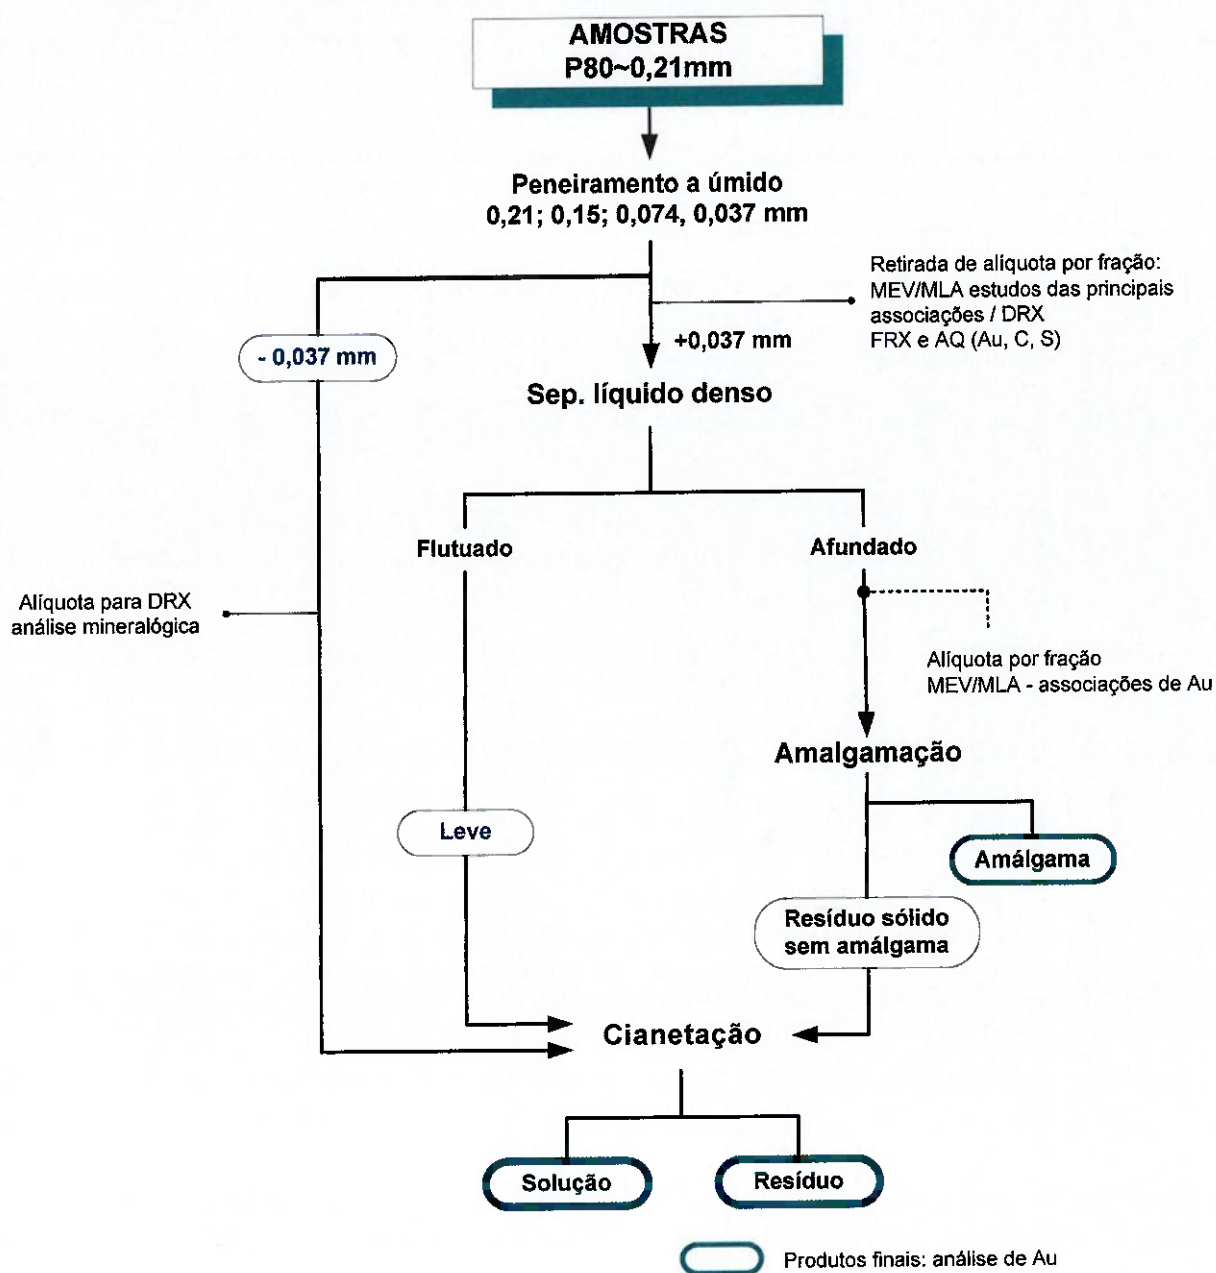 AMOSTRAS
P80~0,21mm
Peneiramento a úmido
0,21; 0,15; 0,074, 0,037 mm
Retirada de alíquota por fração:
MEV/MLA estudos das principais
associações / DRX
FRX e AQ (Au, C, S)
- 0,037 mm
+0,037 mm
Sep. líquido denso
Flutuado
Afundado
Alíquota para DRX
análise mineralógica
Alíquota por fração
MEV/MLA - associações de Au
Amalgamação
Leve
Amálgama
Resíduo sólido
sem amálgama
Cianetação
Solução
Resíduo
Produtos finais: análise de Au